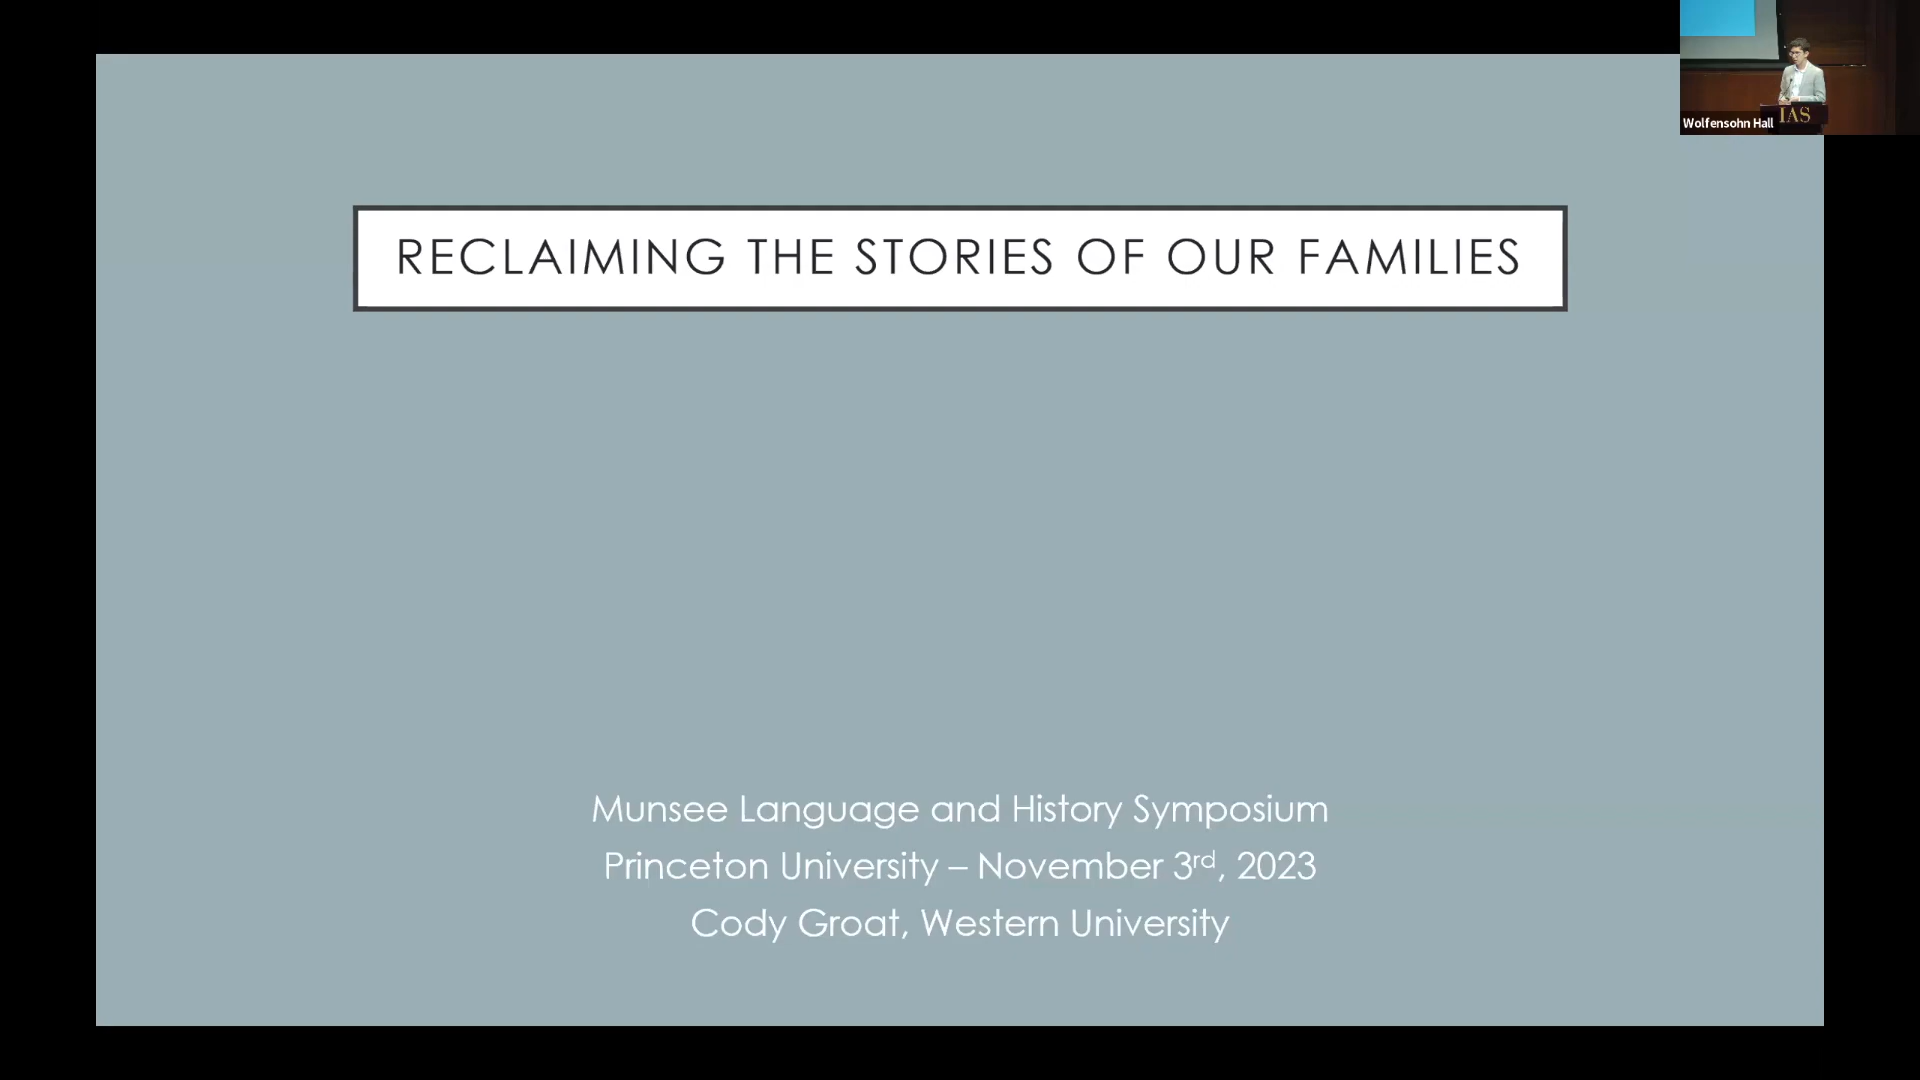 RECLAIMING THE STORIES OF OUR FAMILIES
Munsee Language and History Symposium
Princeton University – November 3rd, 2023
Cody Groat, Western University
Wolfensohn Hall
IAS